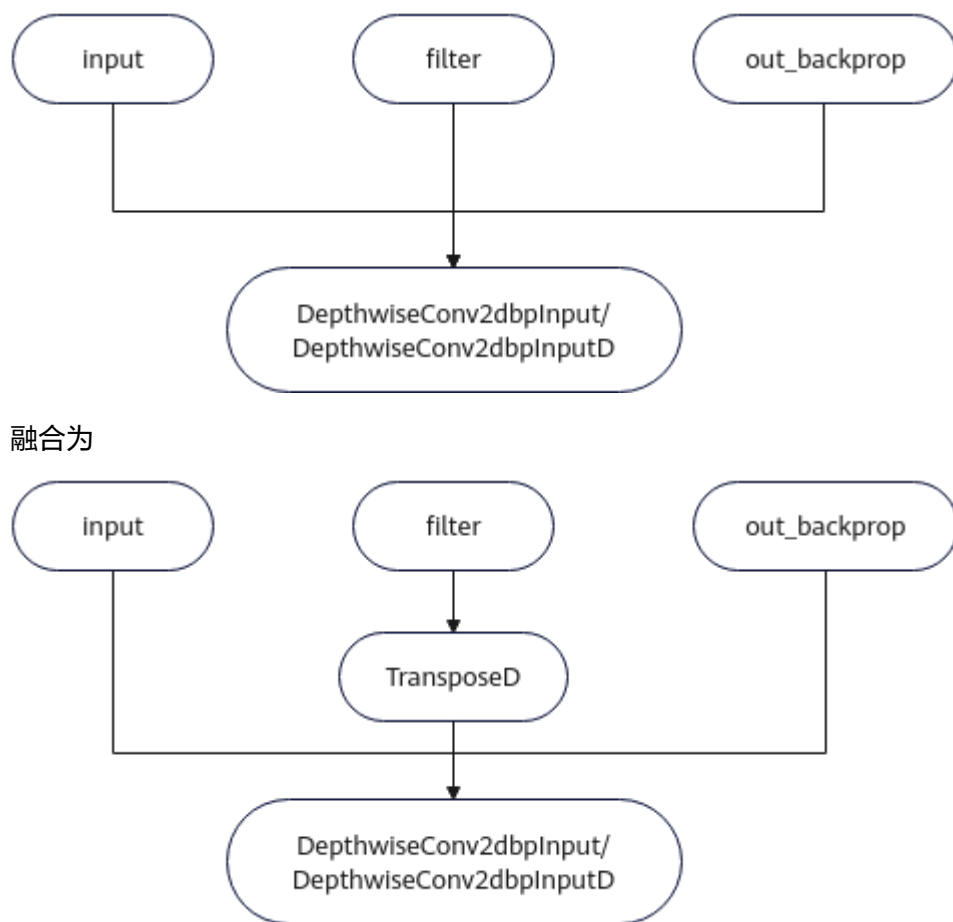 input
filter
out_backprop
DepthwiseConv2dbpInput/
DepthwiseConv2dbpInputD
融合为
input
filter
out_backprop
TransposeD
DepthwiseConv2dbpInput/
DepthwiseConv2dbpInputD